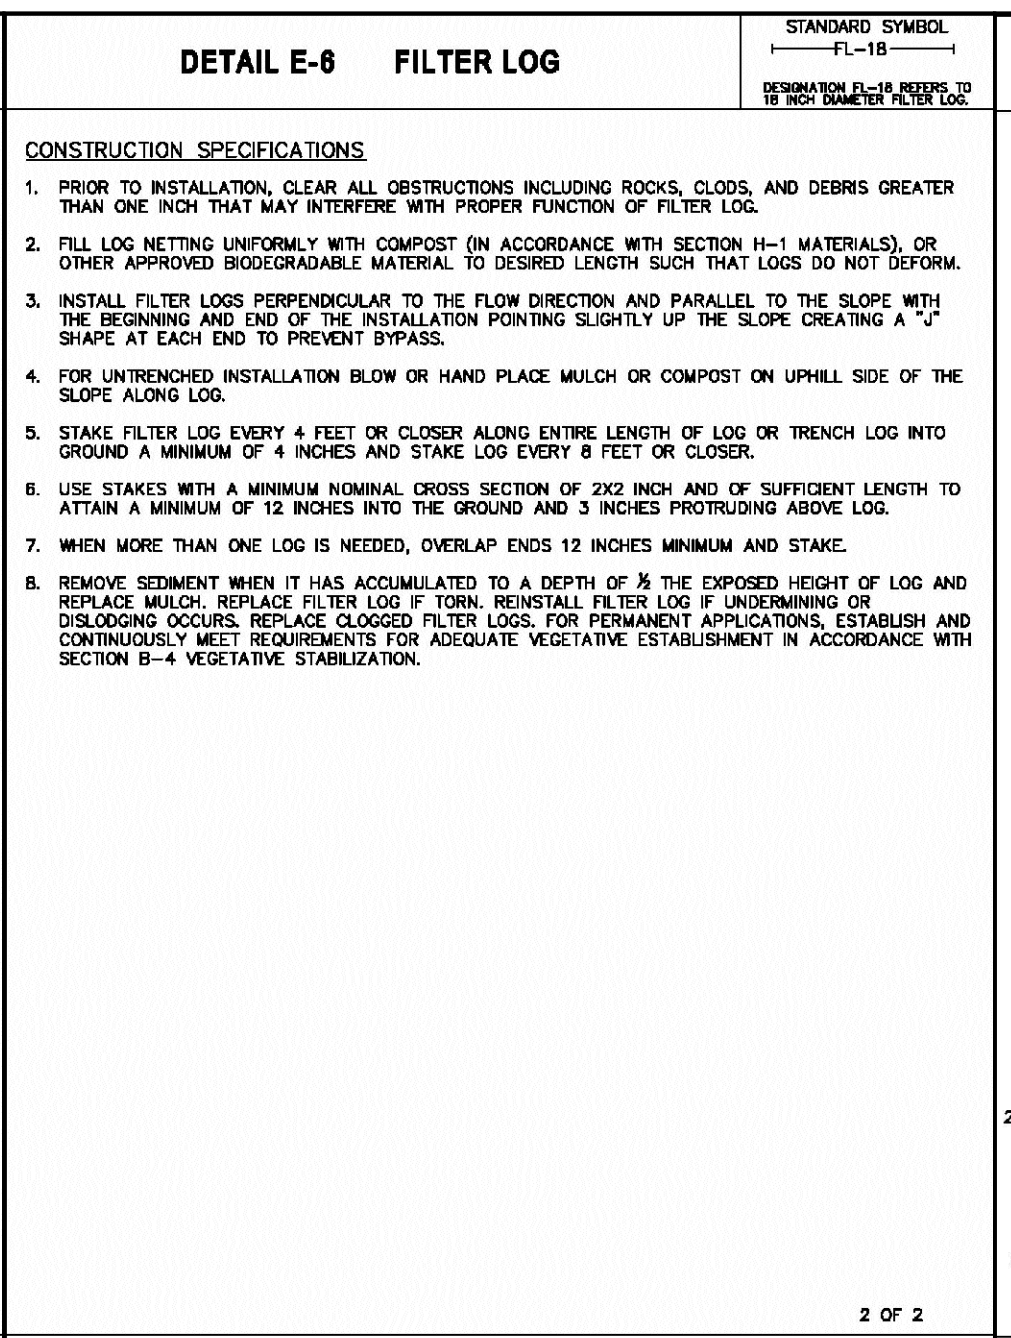 DETAIL E-6 FILTER LOG
STANDARD SYMBOL
FL-18
DESIGNATION FL-18 REFERS TO
18 INCH DIAMETER FILTER LOG.
CONSTRUCTION SPECIFICATIONS
1. PRIOR TO INSTALLATION, CLEAR ALL OBSTRUCTIONS INCLUDING ROCKS, CLODS, AND DEBRIS GREATER
THAN ONE INCH THAT MAY INTERFERE WITH PROPER FUNCTION OF FILTER LOG.
2. FILL LOG NETTING UNIFORMLY WITH COMPOST (IN ACCORDANCE WITH SECTION H-1 MATERIALS), OR
OTHER APPROVED BIODEGRADABLE MATERIAL TO DESIRED LENGTH SUCH THAT LOGS DO NOT DEFORM.
3. INSTALL FILTER LOGS PERPENDICULAR TO THE FLOW DIRECTION AND PARALLEL TO THE SLOPE WITH
THE BEGINNING AND END OF THE INSTALLATION POINTING SLIGHTLY UP THE SLOPE CREATING A "J"
SHAPE AT EACH END TO PREVENT BYPASS.
4. FOR UNTRENCHED INSTALLATION BLOW OR HAND PLACE MULCH OR COMPOST ON UPHILL SIDE OF THE
SLOPE ALONG LOG.
5. STAKE FILTER LOG EVERY 4 FEET OR CLOSER ALONG ENTIRE LENGTH OF LOG OR TRENCH LOG INTO
GROUND A MINIMUM OF 4 INCHES AND STAKE LOG EVERY 8 FEET OR CLOSER.
6. USE STAKES WITH A MINIMUM NOMINAL CROSS SECTION OF 2X2 INCH AND OF SUFFICIENT LENGTH TO
ATTAIN A MINIMUM OF 12 INCHES INTO THE GROUND AND 3 INCHES PROTRUDING ABOVE LOG.
7. WHEN MORE THAN ONE LOG IS NEEDED, OVERLAP ENDS 12 INCHES MINIMUM AND STAKE.
8. REMOVE SEDIMENT WHEN IT HAS ACCUMULATED TO A DEPTH OF ½ THE EXPOSED HEIGHT OF LOG AND
REPLACE MULCH. REPLACE FILTER LOG IF TORN. REINSTALL FILTER LOG IF UNDERMINING OR
DISLODGING OCCURS. REPLACE CLOGGED FILTER LOGS. FOR PERMANENT APPLICATIONS, ESTABLISH AND
CONTINUOUSLY MEET REQUIREMENTS FOR ADEQUATE VEGETATIVE ESTABLISHMENT IN ACCORDANCE WITH
SECTION B-4 VEGETATIVE STABILIZATION.
2
2 OF 2